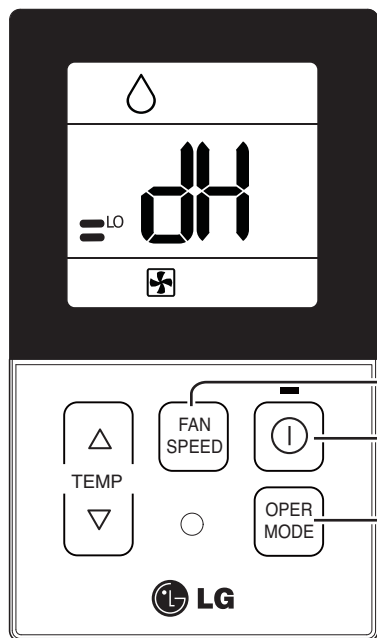 dH
LO
FAN
SPEED
TEMP
OPER
MODE
LG